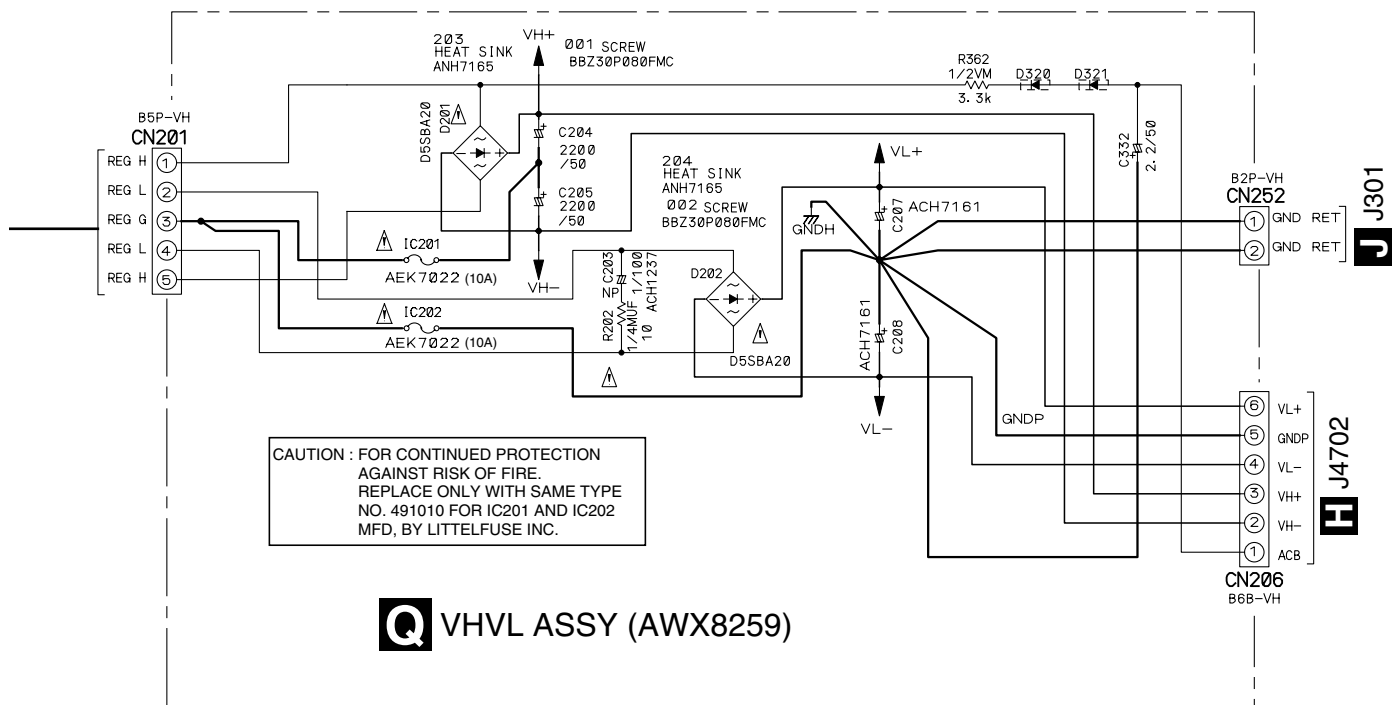 203
HEAT SINK
ANH7165
VH+
001 SCREW
BBZ30P080FMC
R362
1/2VM
3.3k
D320
D321
B5P-VH
CN201
REG H 1
REG L 2
REG G 3
REG L 4
REG H 5
D5SBA20
D201
C204
2200
/50
C205
2200
/50
VH-
204
HEAT SINK
ANH7165
002 SCREW
BBZ30P080FMC
VL+
C332
2.2/50
B2P-VH
CN252
1 GND RET
2 GND RET
J J301
GNDH
C207
ACH7161
IC201
AEK7022 (10A)
IC202
AEK7022 (10A)
C203
NP
1/100
ACH1237
R202
1/4MUF
10
D202
D5SBA20
ACH7161
C208
VL-
GNDP
6 VL+
5 GNDP
4 VL-
3 VH+
2 VH-
1 ACB
CN206
B6B-VH
H J4702
CAUTION : FOR CONTINUED PROTECTION
AGAINST RISK OF FIRE.
REPLACE ONLY WITH SAME TYPE
NO. 491010 FOR IC201 AND IC202
MFD, BY LITTELFUSE INC.
Q VHVL ASSY (AWX8259)